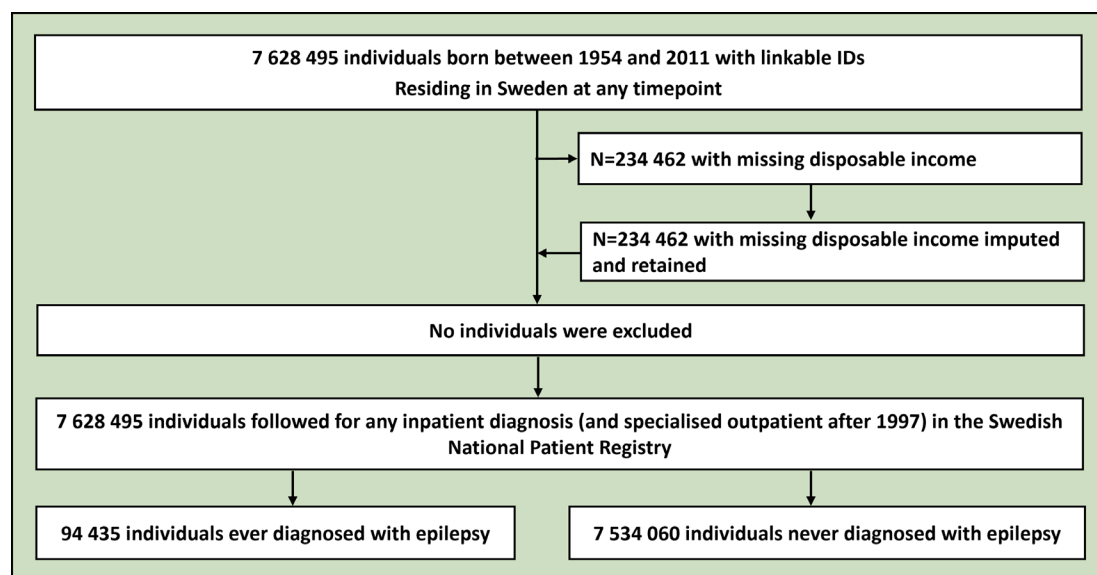 7 628 495 individuals born between 1954 and 2011 with linkable IDs
Residing in Sweden at any timepoint
N=234 462 with missing disposable income
N=234 462 with missing disposable income imputed
and retained
No individuals were excluded
7 628 495 individuals followed for any inpatient diagnosis (and specialised outpatient after 1997) in the Swedish
National Patient Registry
94 435 individuals ever diagnosed with epilepsy
7 534 060 individuals never diagnosed with epilepsy